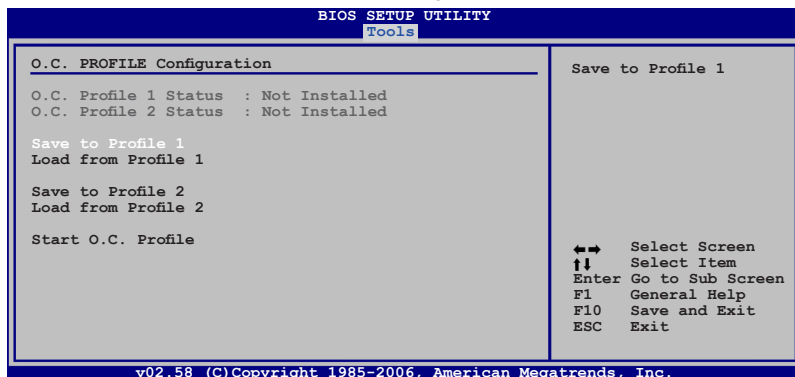 BIOS SETUP UTILITY
Tools
O.C. PROFILE Configuration
O.C. Profile 1 Status : Not Installed
O.C. Profile 2 Status : Not Installed
Save to Profile 1
Load from Profile 1
Save to Profile 2
Load from Profile 2
Start O.C. Profile
Save to Profile 1
←→ Select Screen
↑↓ Select Item
Enter Go to Sub Screen
F1 General Help
F10 Save and Exit
ESC Exit
v02.58 (C)Copyright 1985-2006, American Megatrends, Inc.